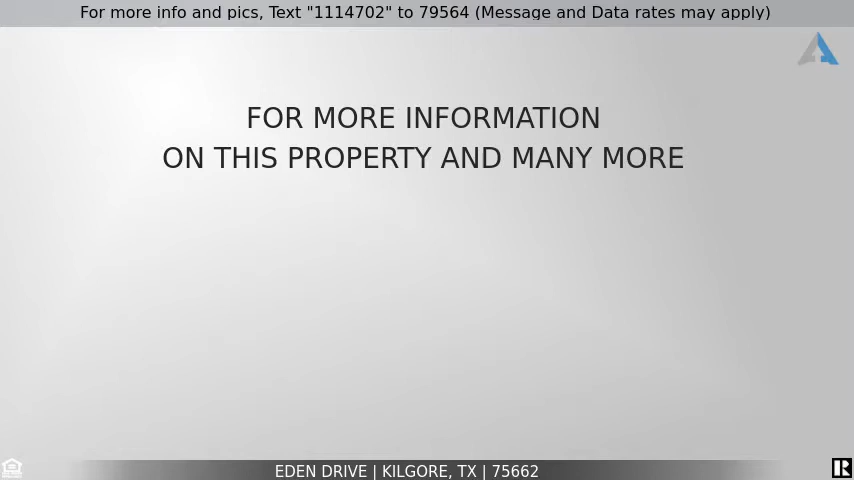 For more info and pics, Text "1114702" to 79564 (Message and Data rates may apply)
FOR MORE INFORMATION
ON THIS PROPERTY AND MANY MORE
EDEN DRIVE | KILGORE, TX | 75662